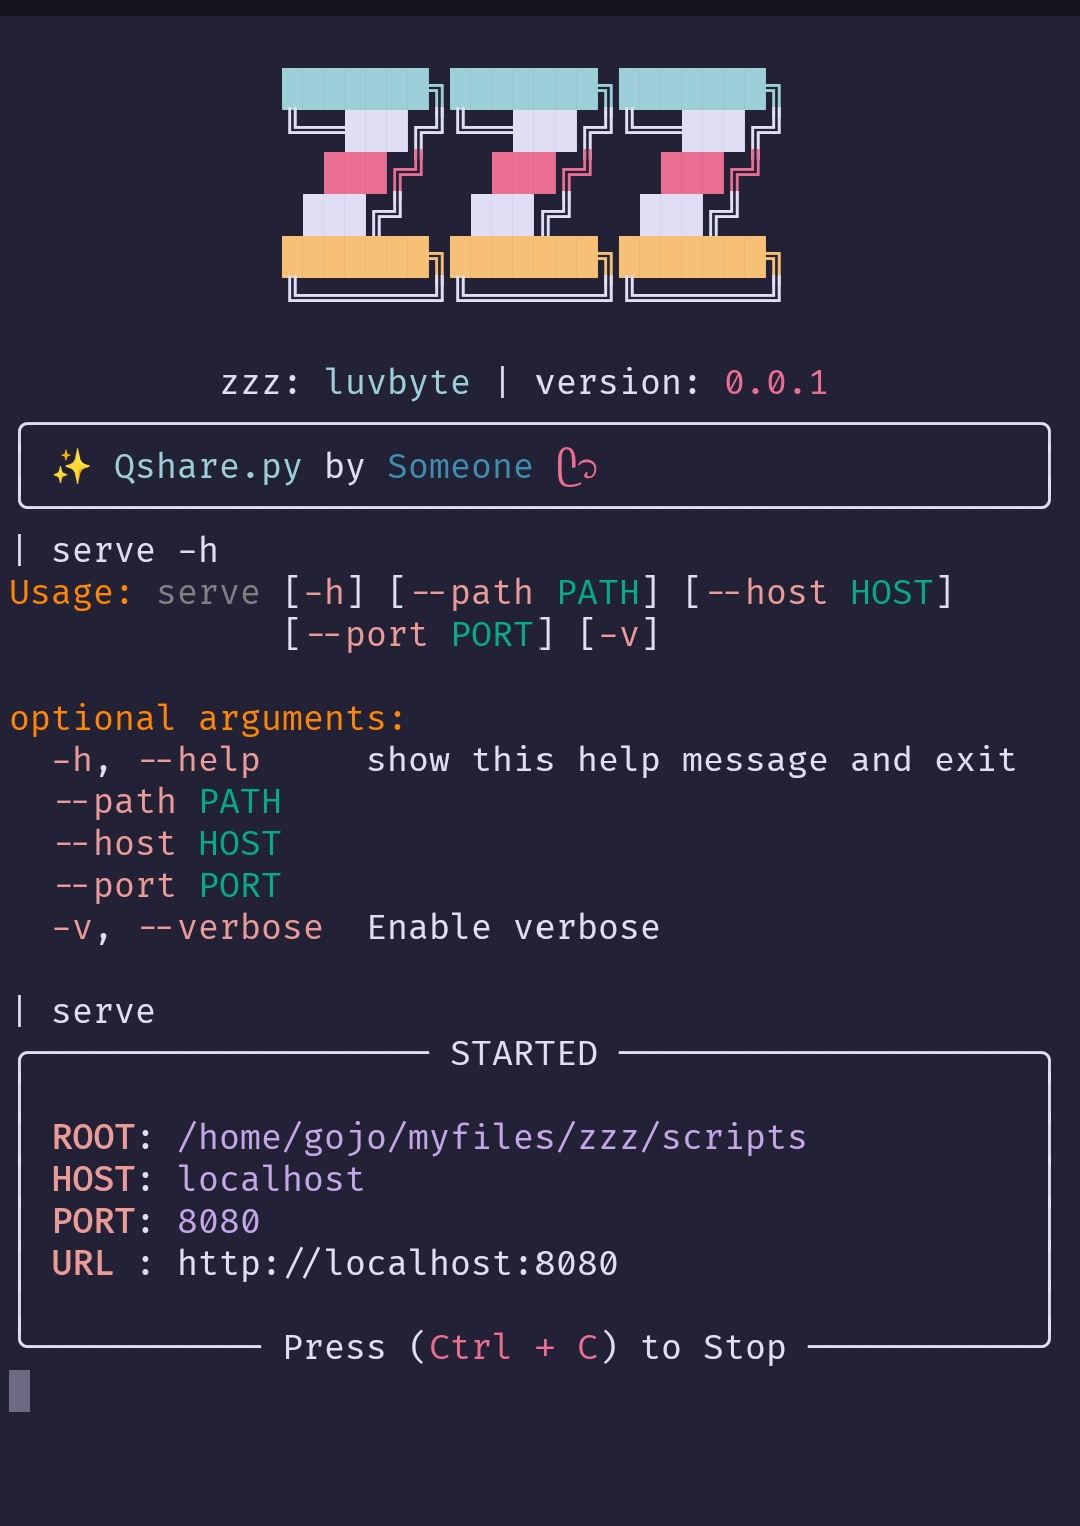 zzz: luvbyte | version: 0.0.1
✨ Qshare.py by Someone
| serve -h
Usage: serve [-h] [--path PATH] [--host HOST]
[--port PORT] [-v]
optional arguments:
-h, --help show this help message and exit
--path PATH
--host HOST
--port PORT
-v, --verbose Enable verbose
| serve
STARTED
ROOT: /home/gojo/myfiles/zzz/scripts
HOST: localhost
PORT: 8080
URL : http://localhost:8080
Press (Ctrl + C) to Stop